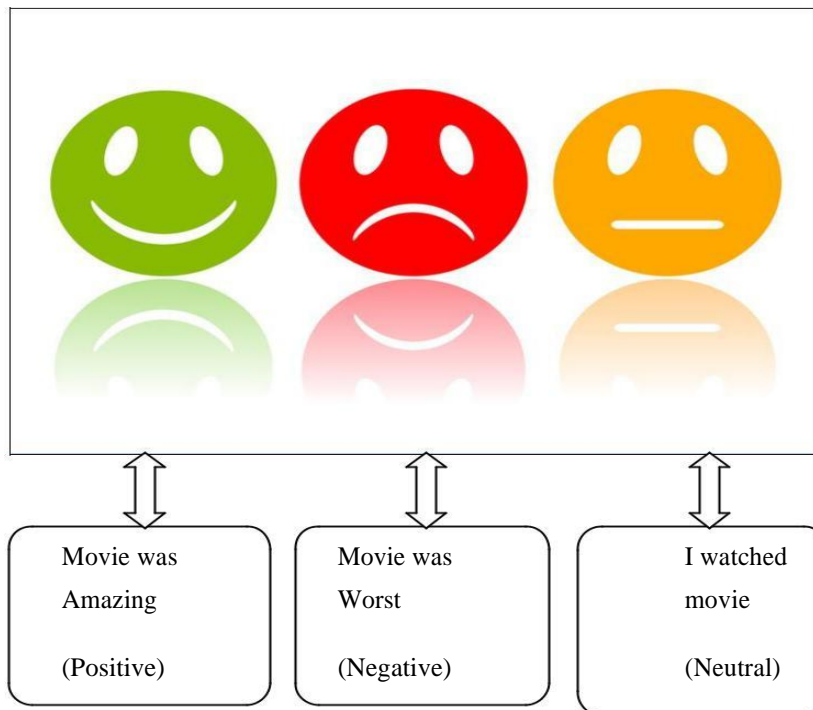 Movie was
Amazing
(Positive)
Movie was
Worst
(Negative)
I watched
movie
(Neutral)